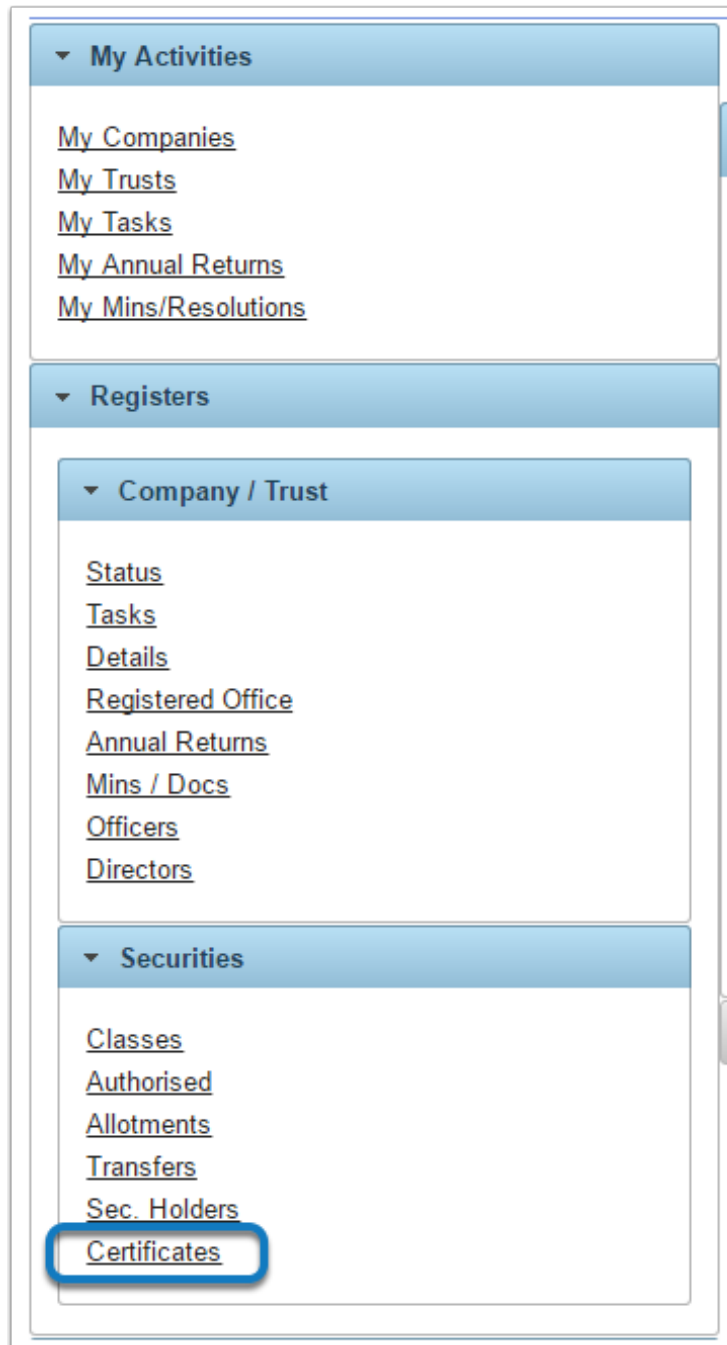 My Activities
My Companies
My Trusts
My Tasks
My Annual Returns
My Mins/Resolutions
Registers
Company / Trust
Status
Tasks
Details
Registered Office
Annual Returns
Mins / Docs
Officers
Directors
Securities
Classes
Authorised
Allotments
Transfers
Sec. Holders
Certificates